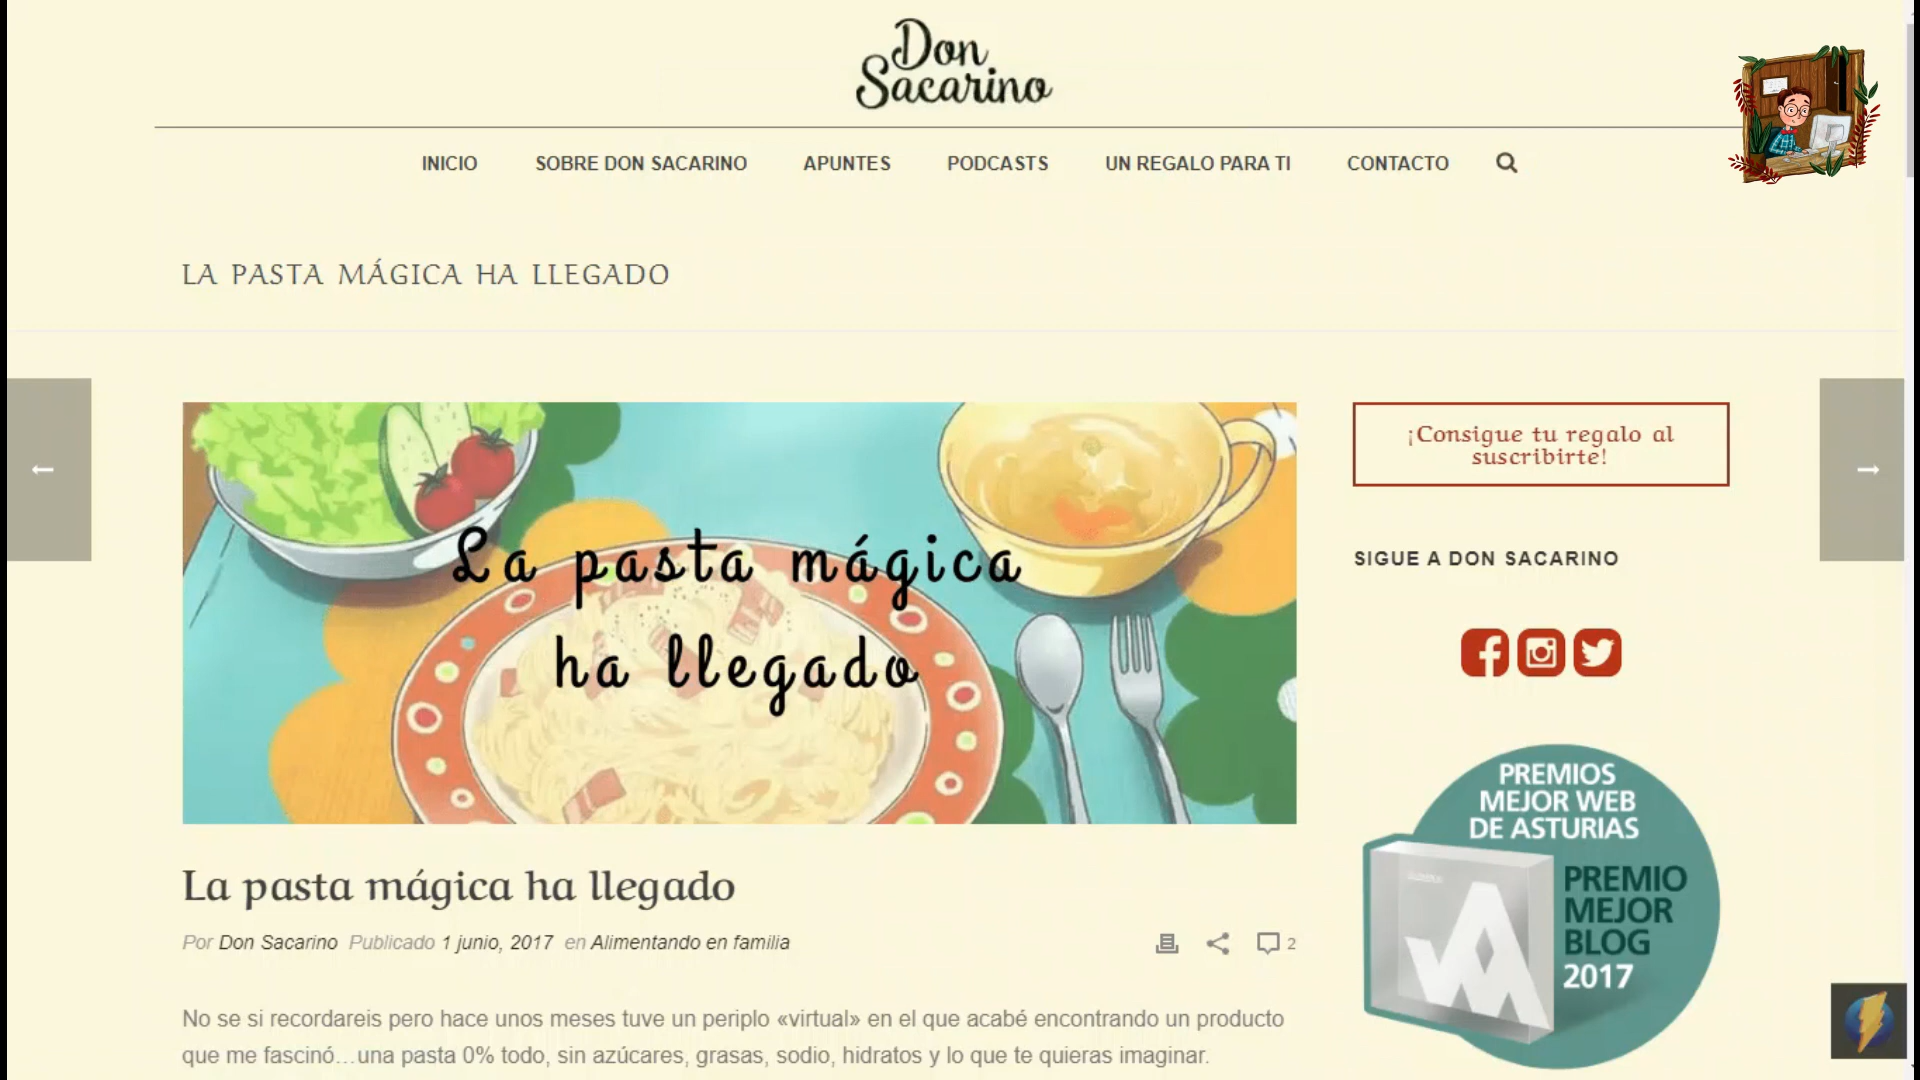 Don
Sacarino
INICIO SOBRE DON SACARINO APUNTES PODCASTS UN REGALO PARA TI CONTACTO
LA PASTA MÁGICA HA LLEGADO
La pasta mágica
ha llegado
¡Consigue tu regalo al
suscribirte!
SIGUE A DON SACARINO
PREMIOS
MEJOR WEB
DE ASTURIAS
PREMIO
MEJOR
BLOG
2017
La pasta mágica ha llegado
Por Don Sacarino Publicado 1 junio, 2017 en Alimentando en familia
2
No se si recordareis pero hace unos meses tuve un periplo «virtual» en el que acabé encontrando un producto
que me fascinó…una pasta 0% todo, sin azúcares, grasas, sodio, hidratos y lo que te quieras imaginar.